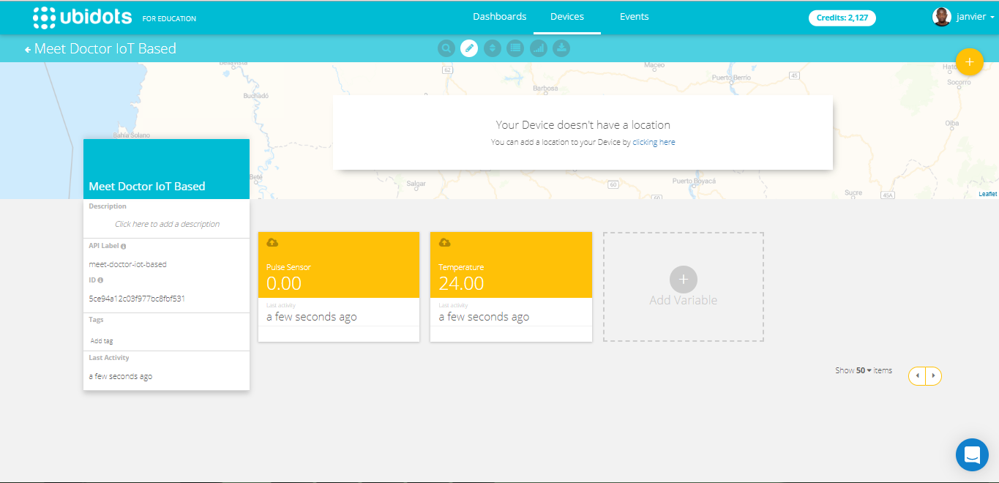 ubidots FOR EDUCATION
Dashboards
Devices
Events
Credits: 2,127
janvier
Meet Doctor IoT Based
Bellavista
62
Maceo
Puerto Berrío
45
Hato
Socorro
Buchadó
Barbosa
Your Device doesn't have a location
You can add a location to your Device by clicking here
Oiba
Bahía Solano
Beté
Salgar
60
Puerto Boyacá
60
Sucre
45A
Leaflet
Meet Doctor IoT Based
Description
Click here to add a description
API Label
meet-doctor-iot-based
ID
5ce94a12c03f977bc8fbf531
Tags
Add tag
Last Activity
a few seconds ago
Pulse Sensor
0.00
Last activity
a few seconds ago
Temperature
24.00
Last activity
a few seconds ago
Add Variable
Show 50 items